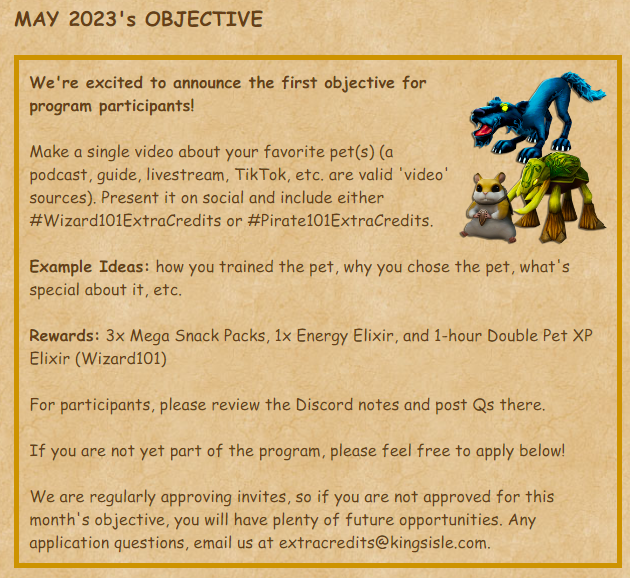 MAY 2023's OBJECTIVE
We're excited to announce the first objective for
program participants!
Make a single video about your favorite pet(s) (a
podcast, guide, livestream, TikTok, etc. are valid 'video'
sources). Present it on social and include either
#Wizard101ExtraCredits or #Pirate101ExtraCredits.
Example Ideas: how you trained the pet, why you chose the pet, what's
special about it, etc.
Rewards: 3x Mega Snack Packs, 1x Energy Elixir, and 1-hour Double Pet XP
Elixir (Wizard101)
For participants, please review the Discord notes and post Qs there.
If you are not yet part of the program, please feel free to apply below!
We are regularly approving invites, so if you are not approved for this
month's objective, you will have plenty of future opportunities. Any
application questions, email us at extracredits@kingsisle.com.